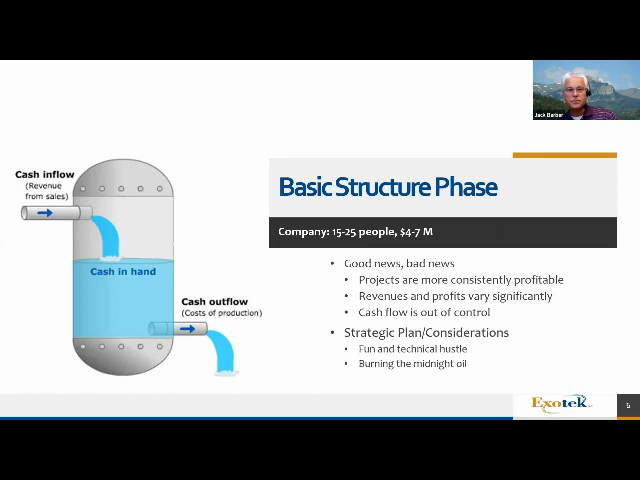 Jack Barber
Cash inflow
(Revenue
from sales)
Cash in hand
Cash outflow
(Costs of production)
Basic Structure Phase
Company: 15-25 people, $4-7 M
• Good news, bad news
• Projects are more consistently profitable
• Revenues and profits vary significantly
• Cash flow is out of control
• Strategic Plan/Considerations
• Fun and technical hustle
• Burning the midnight oil
Exotek
6